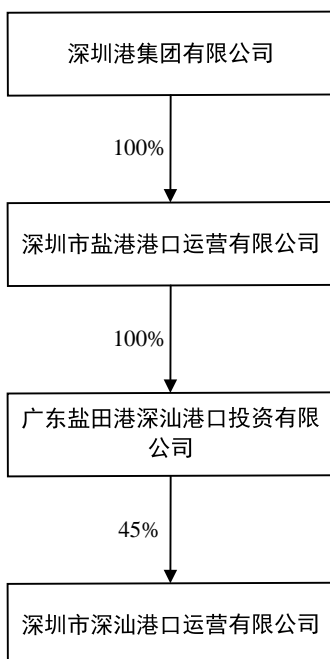 深圳港集团有限公司
100%
深圳市盐港港口运营有限公司
100%
广东盐田港深汕港口投资有限
公司
45%
深圳市深汕港口运营有限公司